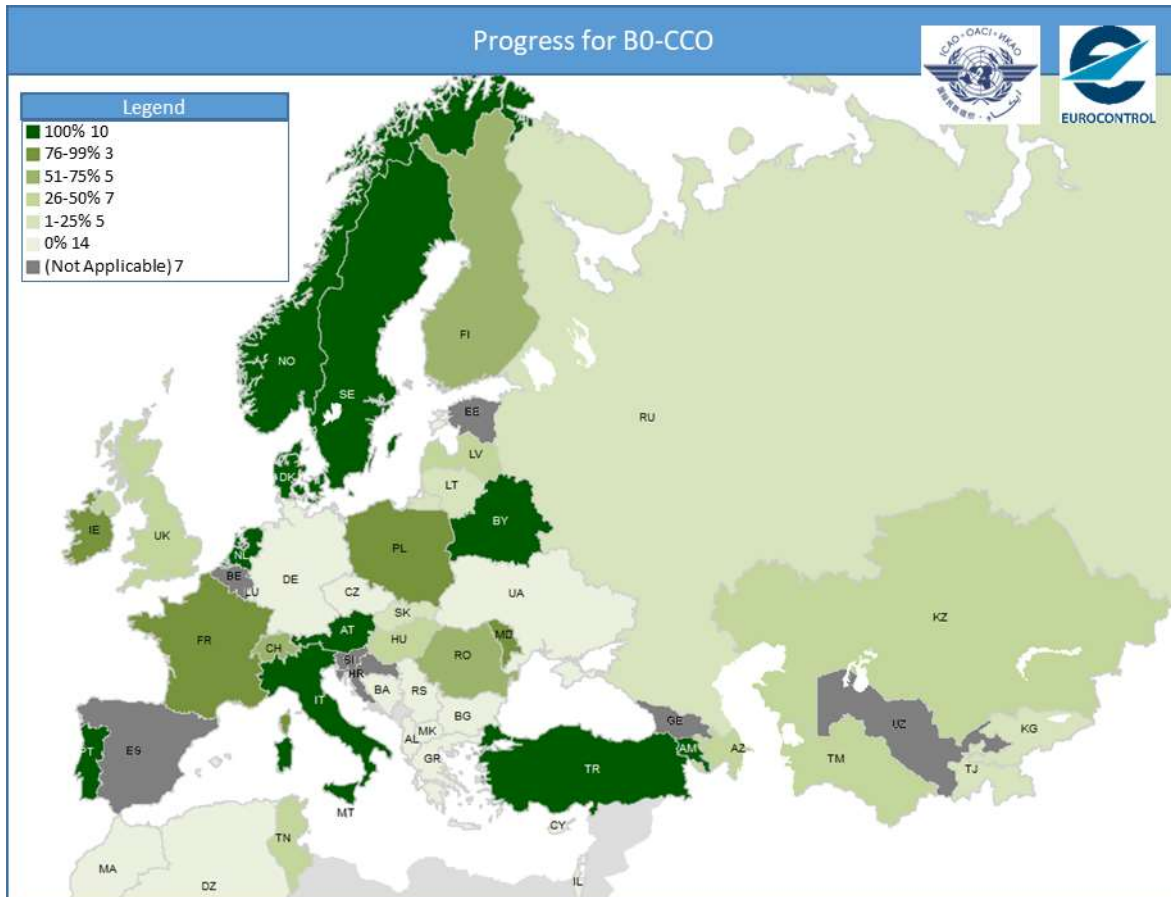 Progress for B0-CCO
ICAO · OACI · ИКАО
EUROCONTROL
Legend
100% 10
76-99% 3
51-75% 5
26-50% 7
1-25% 5
0% 14
(Not Applicable) 7
NO
SE
FI
RU
EE
LV
LT
DK
BY
IE
UK
NL
BE
LU
DE
PL
CZ
UA
SK
KZ
FR
CH
AT
HU
RO
MD
SI
HR
IT
BA
RS
BG
PT
ES
MK
AL
GR
TR
GE
AM
AZ
UZ
KG
TM
TJ
MT
CY
TN
MA
DZ
IL